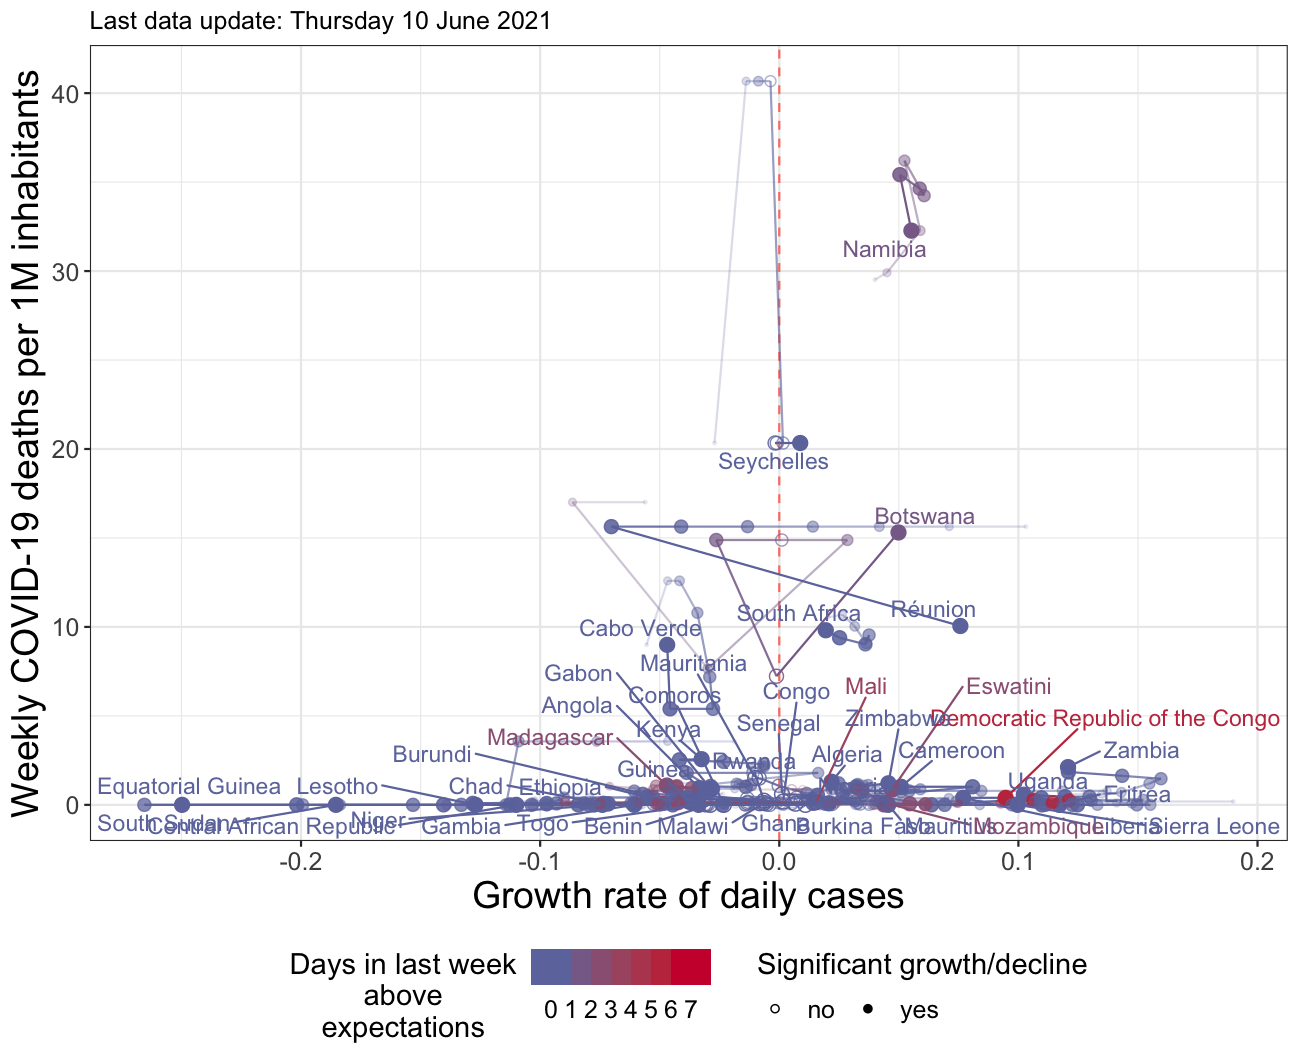 Last data update: Thursday 10 June 2021
Weekly COVID-19 deaths per 1M inhabitants
40
30
20
10
0
Namibia
Seychelles
Botswana
South Africa
Réunion
Cabo Verde
Mauritania
Gabon
Congo
Mali
Eswatini
Comoros
Angola
Senegal
Zimbabwe
Democratic Republic of the Congo
Kenya
Madagascar
Burundi
Rwanda
Algeria
Cameroon
Zambia
Guinea
Equatorial Guinea
Lesotho
Chad
Ethiopia
Uganda
Eritrea
South Sudan
Central African Republic
Niger
Gambia
Togo
Benin
Malawi
Ghana
Burkina Faso
Mauritius
Mozambique
Liberia
Sierra Leone
-0.2
-0.1
0.0
0.1
0.2
Growth rate of daily cases
Days in last week
above
expectations
0 1 2 3 4 5 6 7
Significant growth/decline
no
yes